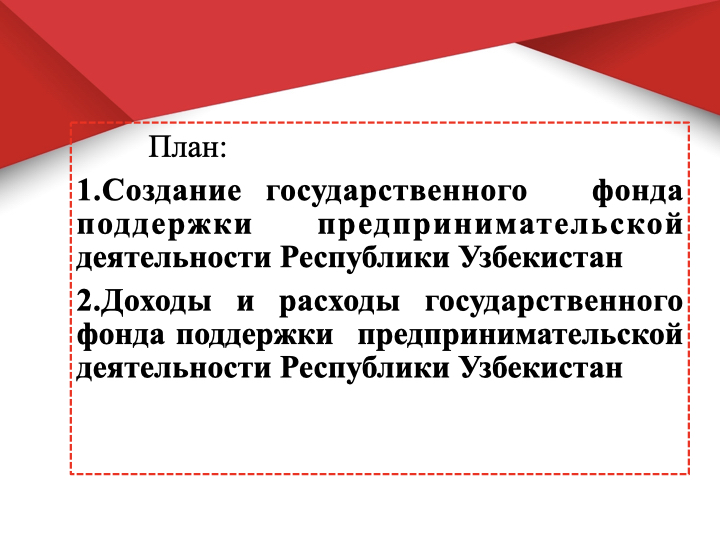 План:
1.Создание государственного фонда
поддержки предпринимательской
деятельности Республики Узбекистан
2.Доходы и расходы государственного
фонда поддержки предпринимательской
деятельности Республики Узбекистан